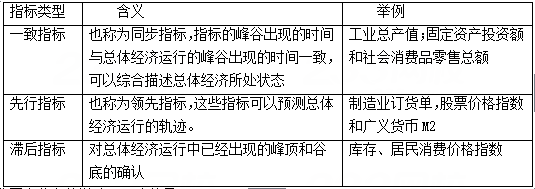 指标类型 含义 举例
一致指标 也称为同步指标,指标的峰谷出现的时间 工业总产值;固定资产投资额
与总体经济运行的峰谷出现的时间一致, 和社会消费品零售总额
可以综合描述总体经济所处状态
先行指标 也称为领先指标,这些指标可以预测总体 制造业订货单,股票价格指数
经济运行的轨迹。 和广义货币 M2
滞后指标 对总体经济运行中已经出现的峰顶和谷 库存、居民消费价格指数
底的确认